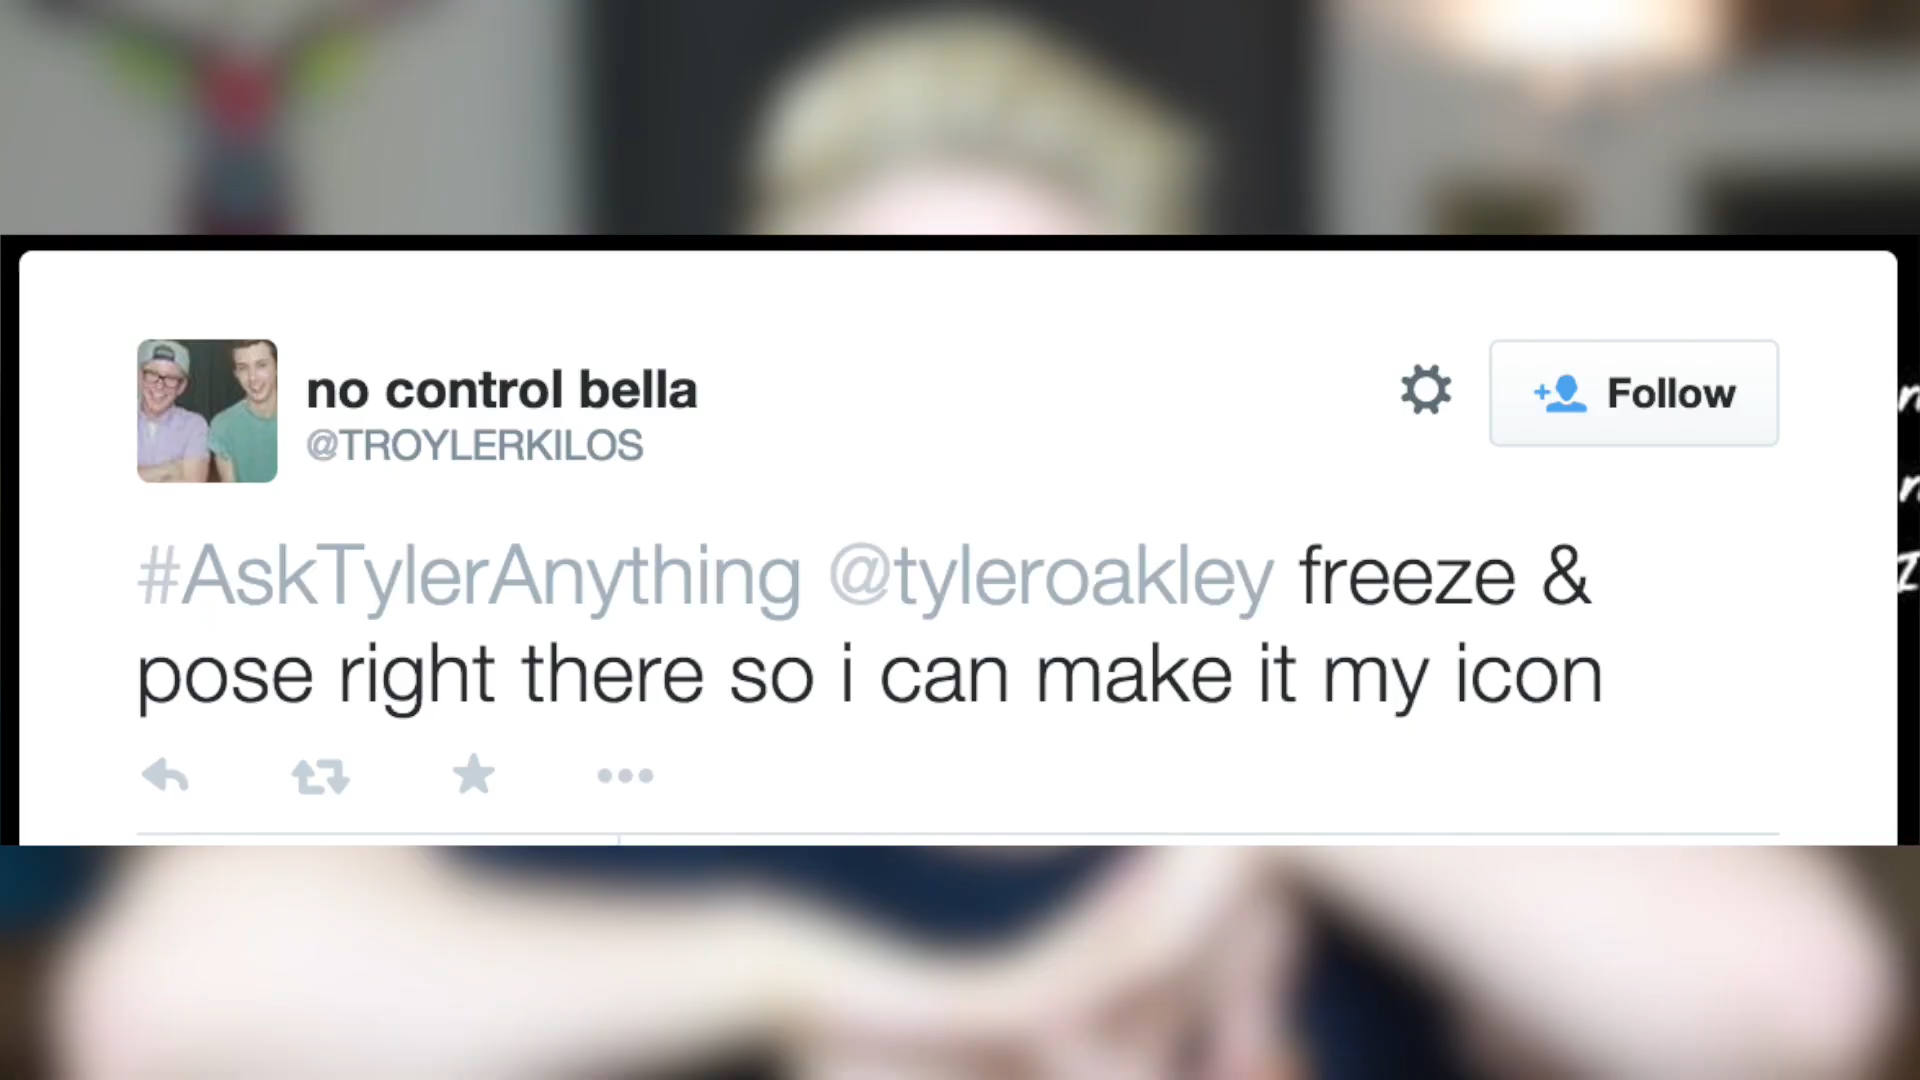 no control bella
@TROYLERKILOS
Follow
#AskTylerAnything @tyleroakley freeze &
pose right there so i can make it my icon